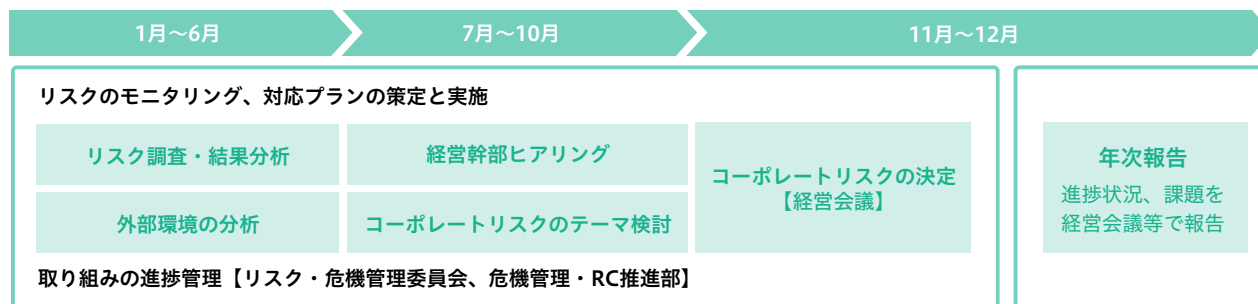 1月～6月
7月～10月
11月～12月
リスクのモニタリング、対応プランの策定と実施
リスク調査・結果分析
経営幹部ヒアリング
外部環境の分析
コーポレートリスクのテーマ検討
コーポレートリスクの決定
【経営会議】
取り組みの進捗管理【リスク・危機管理委員会、危機管理・RC推進部】
年次報告
進捗状況、課題を
経営会議等で報告